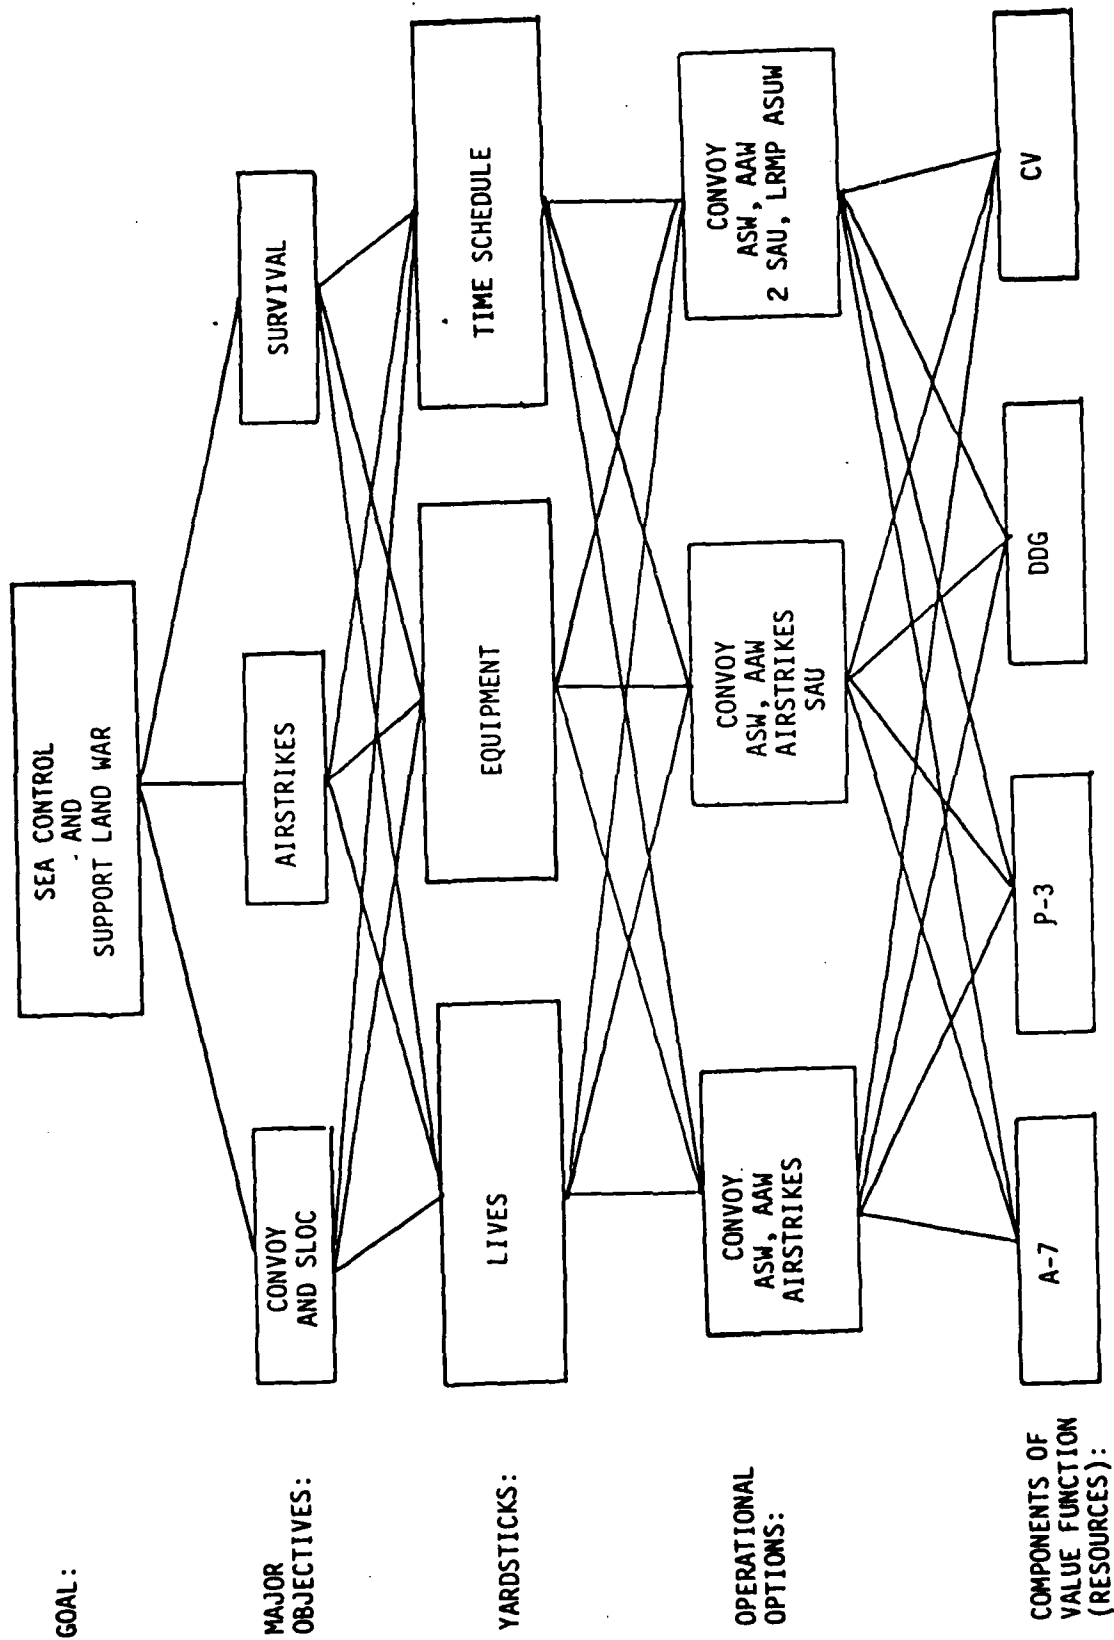 GOAL:
SEA CONTROL
AND
SUPPORT LAND WAR
MAJOR
OBJECTIVES:
CONVOY
AND SLOC
AIRSTRIKES
SURVIVAL
YARDSTICKS:
LIVES
EQUIPMENT
TIME SCHEDULE
OPERATIONAL
OPTIONS:
CONVOY
ASW, AAW
AIRSTRIKES
CONVOY
ASW, AAW
AIRSTRIKES
SAU
CONVOY
ASW, AAW
2 SAU, LRMP ASUW
COMPONENTS OF
VALUE FUNCTION
(RESOURCES):
A-7
P-3
DDG
CV